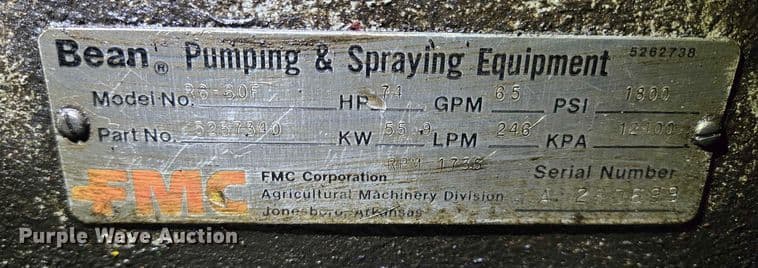 Bean® Pumping & Spraying Equipment 5262738
Model No. HP 74 GPM 65 PSI 1800
Part No. 5257340 KW 55.9 LPM 246 KPA
RPM 1735
FMC FMC Corporation Serial Number
Agricultural Machinery Division
Jonesboro, Arkansas
Purple Wave Auction